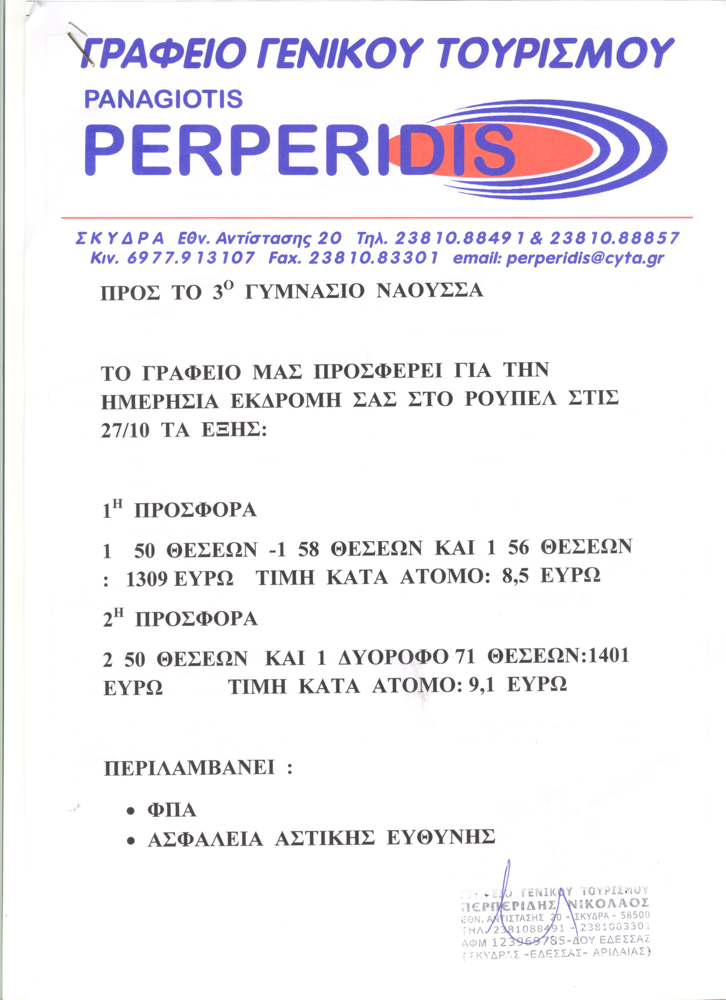 ΓΡΑΦΕΙΟ ΓΕΝΙΚΟΥ ΤΟΥΡΙΣΜΟΥ
PANAGIOTIS
PERPERIDIS
ΣΚΥΔΡΑ Εθν. Αντίστασης 20 Τηλ. 23810.88491 & 23810.88857
Κιν. 6977.913107 Fax. 23810.83301 email: perperidis@cyta.gr
ΠΡΟΣ ΤΟ 3Ο ΓΥΜΝΑΣΙΟ ΝΑΟΥΣΣΑ
ΤΟ ΓΡΑΦΕΙΟ ΜΑΣ ΠΡΟΣΦΕΡΕΙ ΓΙΑ ΤΗΝ
ΗΜΕΡΗΣΙΑ ΕΚΔΡΟΜΗ ΣΑΣ ΣΤΟ ΡΟΥΠΕΛ ΣΤΙΣ
27/10 ΤΑ ΕΞΗΣ:
1Η ΠΡΟΣΦΟΡΑ
1 50 ΘΕΣΕΩΝ -1 58 ΘΕΣΕΩΝ ΚΑΙ 1 56 ΘΕΣΕΩΝ
: 1309 ΕΥΡΩ ΤΙΜΗ ΚΑΤΑ ΑΤΟΜΟ: 8,5 ΕΥΡΩ
2Η ΠΡΟΣΦΟΡΑ
2 50 ΘΕΣΕΩΝ ΚΑΙ 1 ΔΥΟΡΟΦΟ 71 ΘΕΣΕΩΝ:1401
ΕΥΡΩ ΤΙΜΗ ΚΑΤΑ ΑΤΟΜΟ: 9,1 ΕΥΡΩ
ΠΕΡΙΛΑΜΒΑΝΕΙ :
• ΦΠΑ
• ΑΣΦΑΛΕΙΑ ΑΣΤΙΚΗΣ ΕΥΘΥΝΗΣ
ΓΕΝΙΚΟΥ ΤΟΥΡΙΣΜΟΥ
ΠΕΡΠΕΡΙΔΗΣ ΝΙΚΟΛΑΟΣ
ΕΘΝ. ΑΝΤΙΣΤΑΣΗΣ 20 - ΣΚΥΔΡΑ - 58500
ΤΗΛ. 2381088491 - 2381083301
ΑΦΜ 123969785-ΔΟΥ ΕΔΕΣΣΑΣ
(ΣΚΥΔΡΑΣ -ΕΔΕΣΣΑΣ- ΑΡΙΔΑΙΑΣ)